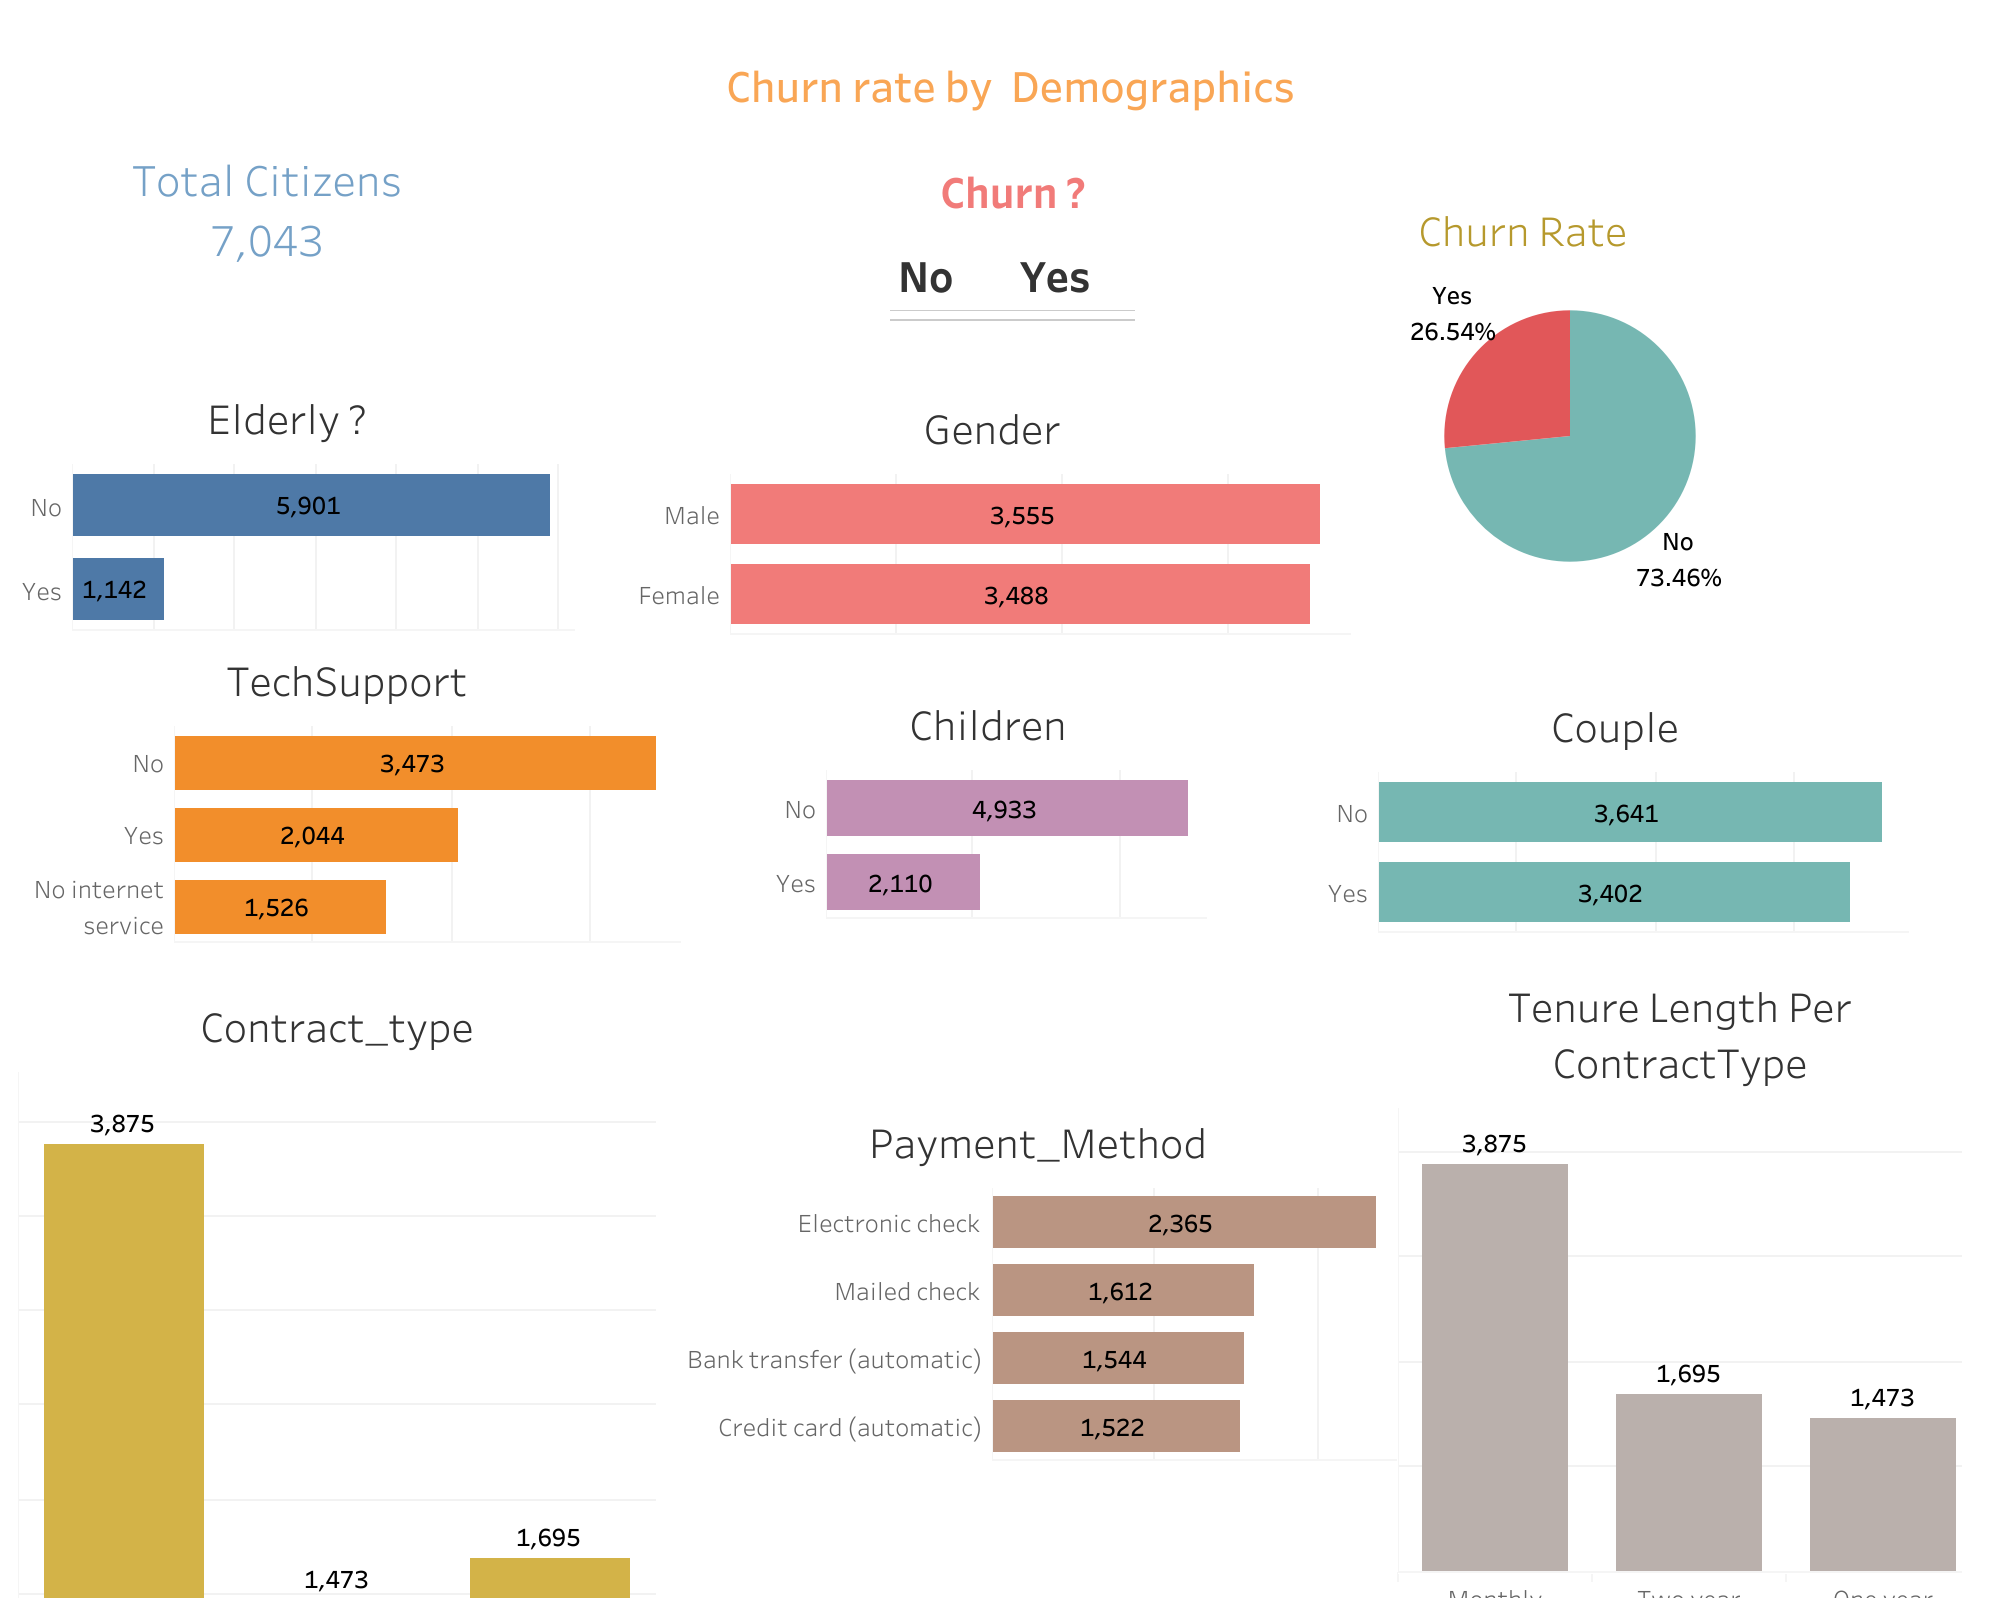 Churn rate by  Demographics
Total Citizens
7,043
Churn ?
No Yes
Churn Rate
Yes
26.54%
No
73.46%
Elderly ?
No 5,901
Yes 1,142
Gender
Male 3,555
Female 3,488
TechSupport
No 3,473
Yes 2,044
No internet
service
1,526
Children
No 4,933
Yes 2,110
Couple
No 3,641
Yes 3,402
Contract_type
3,875
1,473
1,695
Payment_Method
Electronic check 2,365
Mailed check 1,612
Bank transfer (automatic) 1,544
Credit card (automatic) 1,522
Tenure Length Per
ContractType
3,875
1,695
1,473
Monthly Two year One year